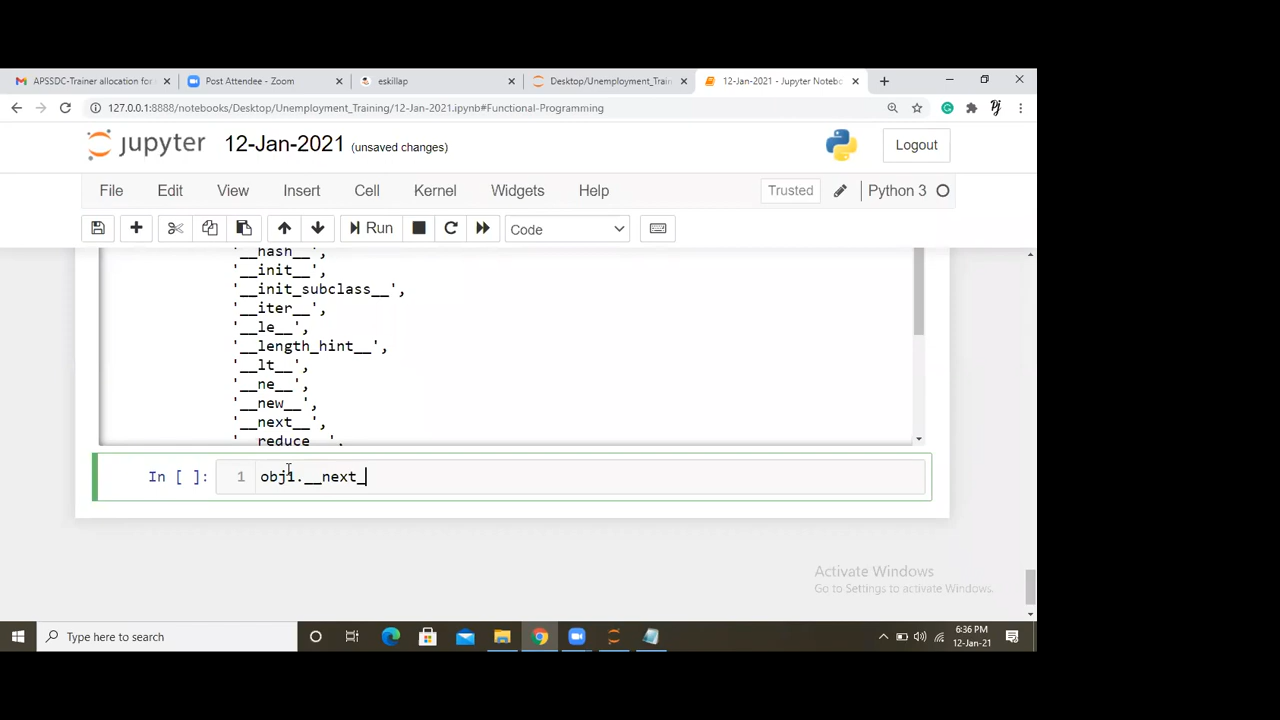 APSSDC-Trainer allocation for
Post Attendee - Zoom
eskillap
Desktop/Unemployment_Train
12-Jan-2021 - Jupyter Notebo
127.0.0.1:8888/notebooks/Desktop/Unemployment_Training/12-Jan-2021.ipynb#Functional-Programming
jupyter 12-Jan-2021 (unsaved changes)
Logout
File Edit View Insert Cell Kernel Widgets Help
Trusted
Python 3
Run
Code
'__hash__',
'__init__',
'__init_subclass__',
'__iter__',
'__le__',
'__length_hint__',
'__lt__',
'__ne__',
'__new__',
'__next__',
'__reduce__',
In [ ]: 1 obj1.__next_
Activate Windows
Go to Settings to activate Windows.
Type here to search
6:36 PM
12-Jan-21